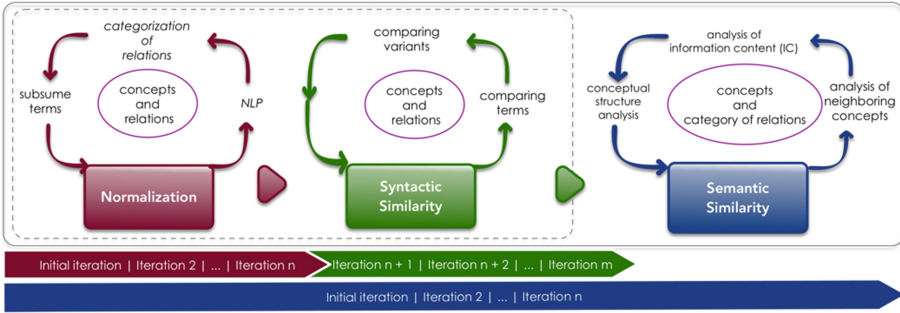 categorization
of
relations
subsume
terms
concepts
and
relations
NLP
Normalization
comparing
variants
concepts
and
relations
comparing
terms
Syntactic
Similarity
analysis of
information content (IC)
conceptual
structure
analysis
concepts
and
category of relations
analysis
of
neighboring
concepts
Semantic
Similarity
Initial iteration | Iteration 2 | ... | Iteration n
Iteration n + 1 | Iteration n + 2 | ... | Iteration m
Initial iteration | Iteration 2 | ... | Iteration n